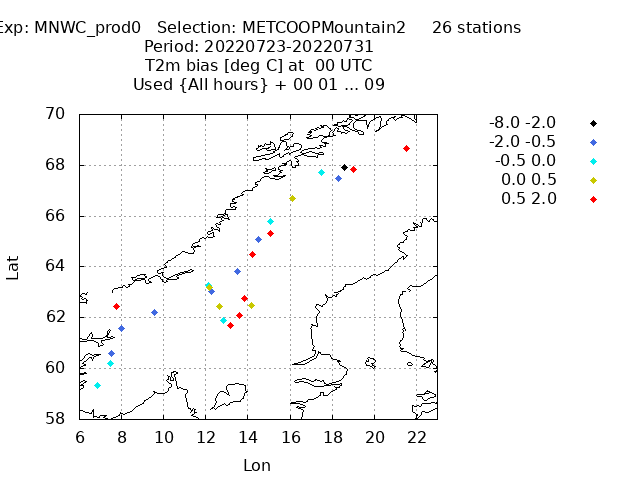 Exp: MNWC_prod0   Selection: METCOOPMountain2     26 stations
Period: 20220723-20220731
T2m bias [deg C] at  00 UTC
Used {All hours} + 00 01 ... 09
-8.0 -2.0
-2.0 -0.5
-0.5 0.0
0.0 0.5
0.5 2.0
70
68
66
64
62
60
58
Lat
6 8 10 12 14 16 18 20 22
Lon